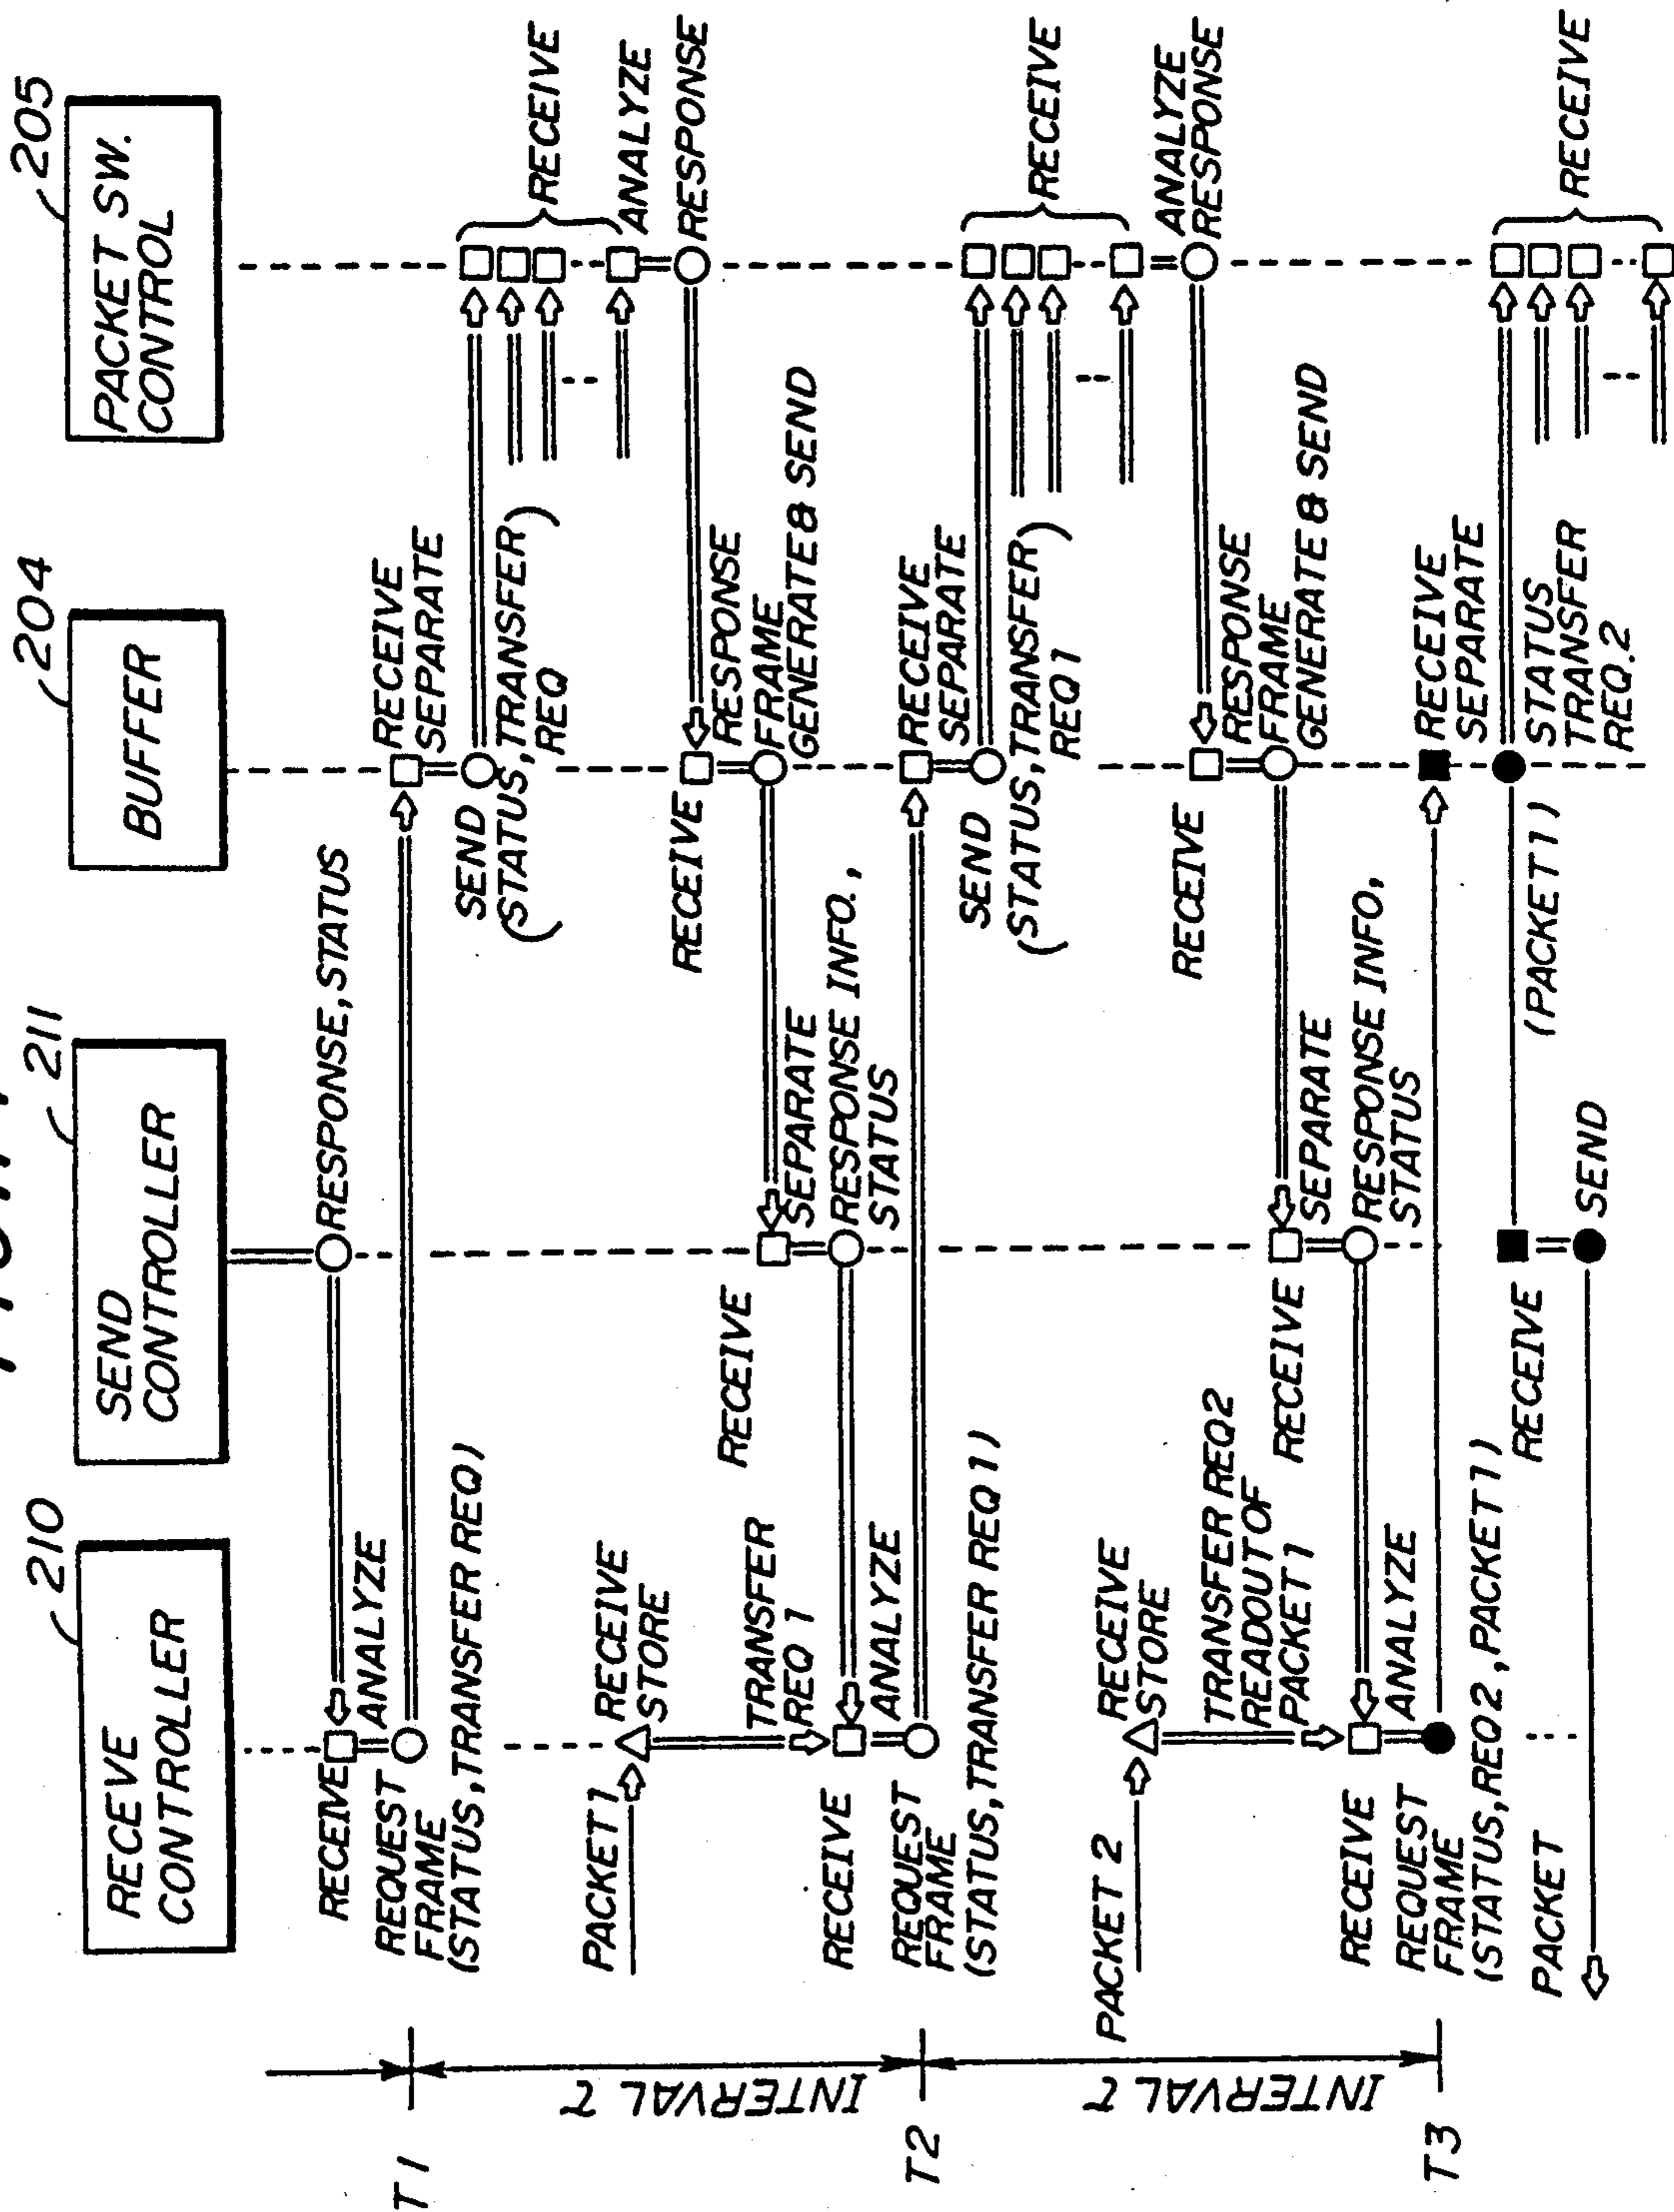 210
RECEVE
CONTROLLER
211
SEND
CONTROLLER
204
BUFFER
205
PACKET SW.
CONTROL
RESPONSE, STATUS
RECEIVE
ANALYZE
T1
REQUEST
FRAME
(STATUS, TRANSFER REQ)
RECEIVE
SEPARATE
SEND
(STATUS, TRANSFER)
REQ
RECEIVE
ANALYZE
RESPONSE
INTERVAL τ
PACKET 1
RECEIVE
STORE
TRANSFER
REQ 1
RECEIVE
RESPONSE
FRAME
GENERATE & SEND
RECEIVE
SEPARATE
RESPONSE INFO.,
STATUS
RECEIVE
ANALYZE
T2
REQUEST
FRAME
(STATUS, TRANSFER REQ 1)
RECEIVE
SEPARATE
SEND
(STATUS, TRANSFER)
REQ 1
RECEIVE
ANALYZE
RESPONSE
INTERVAL τ
PACKET 2
RECEIVE
STORE
TRANSFER REQ2
READOUT OF
PACKET 1
RECEIVE
RESPONSE
FRAME
GENERATE & SEND
RECEIVE
SEPARATE
RESPONSE INFO,
STATUS
RECEIVE
ANALYZE
T3
REQUEST
FRAME
(STATUS, REQ 2, PACKET 1)
RECEIVE
SEPARATE
STATUS
TRANSFER
REQ.2
(PACKET 1)
RECEIVE
SEND
PACKET
RECEIVE